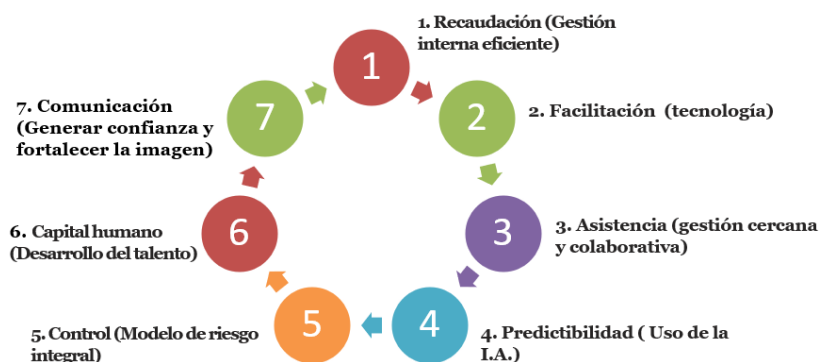 1
1. Recaudación (Gestión
interna eficiente)
2
2. Facilitación (tecnología)
3
3. Asistencia (gestión cercana
y colaborativa)
4
4. Predictibilidad ( Uso de la
I.A.)
5
5. Control (Modelo de riesgo
integral)
6
6. Capital humano
(Desarrollo del talento)
7
7. Comunicación
(Generar confianza y
fortalecer la imagen)